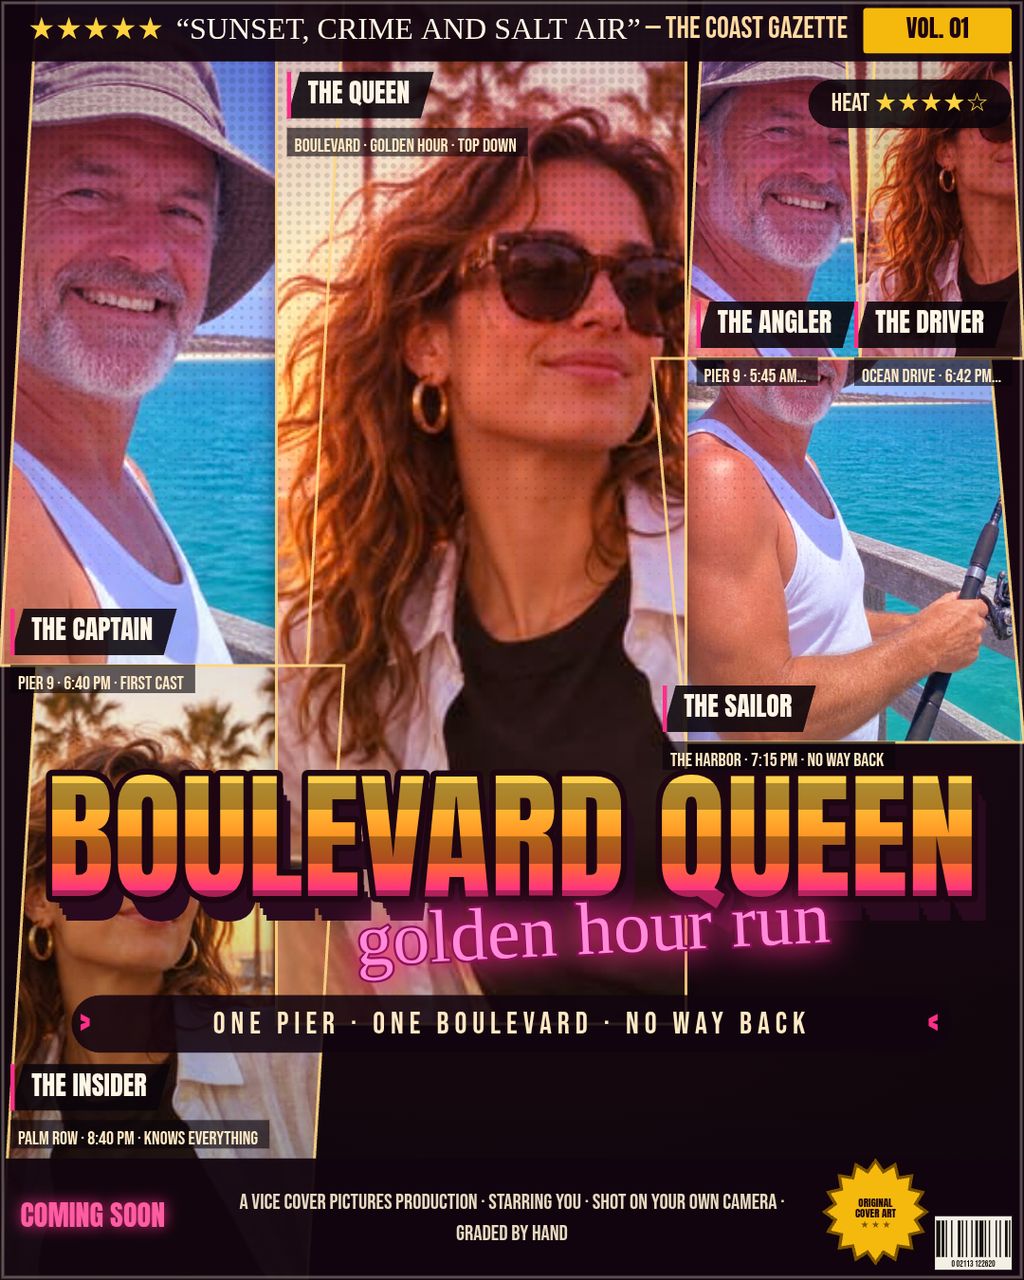 ★★★★★ “SUNSET, CRIME AND SALT AIR” – THE COAST GAZETTE
VOL. 01
THE QUEEN
BOULEVARD · GOLDEN HOUR · TOP DOWN
HEAT ★★★★☆
THE ANGLER
PIER 9 · 5:45 AM…
THE DRIVER
OCEAN DRIVE · 6:42 PM…
THE CAPTAIN
PIER 9 · 6:40 PM · FIRST CAST
THE SAILOR
THE HARBOR · 7:15 PM · NO WAY BACK
BOULEVARD QUEEN
golden hour run
ONE PIER · ONE BOULEVARD · NO WAY BACK
THE INSIDER
PALM ROW · 8:40 PM · KNOWS EVERYTHING
COMING SOON
A VICE COVER PICTURES PRODUCTION · STARRING YOU · SHOT ON YOUR OWN CAMERA ·
GRADED BY HAND
ORIGINAL
COVER ART
★ ★ ★
0 02113 122620